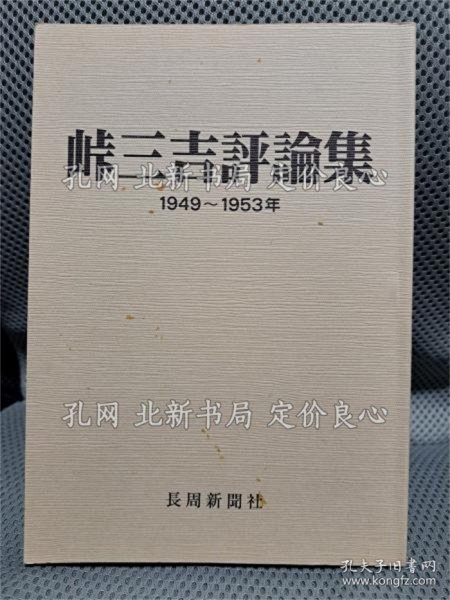 峠三吉評論集
孔网 北新书局 定价良心
1949～1953年
孔网 北新书局 定价良心
長周新聞社
孔夫子旧书网
www.kongfz.com